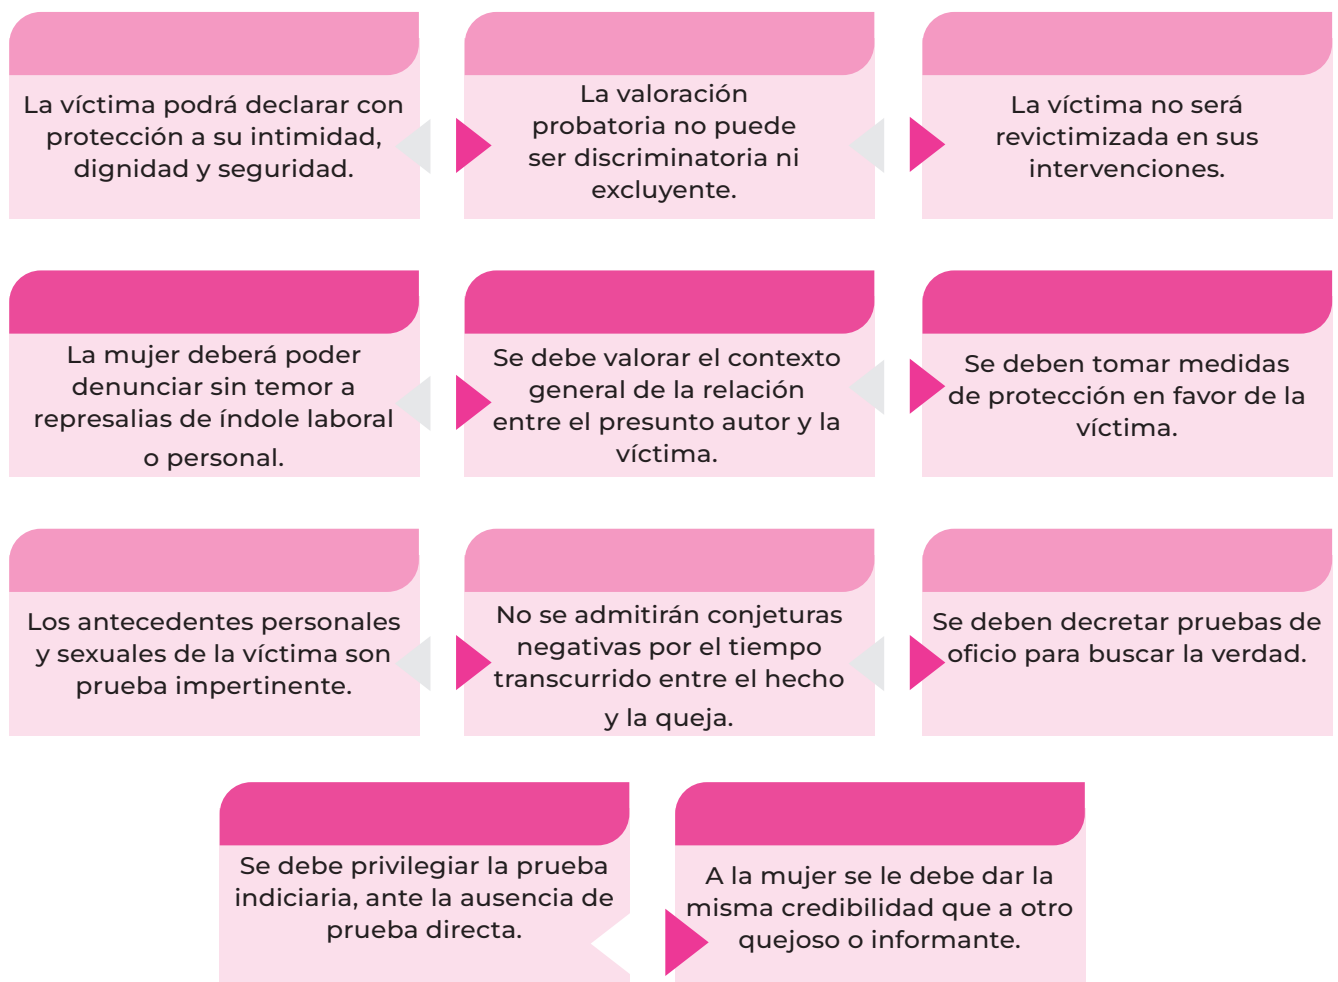 La víctima podrá declarar con
protección a su intimidad,
dignidad y seguridad.
La valoración
probatoria no puede
ser discriminatoria ni
excluyente.
La víctima no será
revictimizada en sus
intervenciones.
La mujer deberá poder
denunciar sin temor a
represalias de índole laboral
o personal.
Se debe valorar el contexto
general de la relación
entre el presunto autor y la
víctima.
Se deben tomar medidas
de protección en favor de la
víctima.
Los antecedentes personales
y sexuales de la víctima son
prueba impertinente.
No se admitirán conjeturas
negativas por el tiempo
transcurrido entre el hecho
y la queja.
Se deben decretar pruebas de
oficio para buscar la verdad.
Se debe privilegiar la prueba
indiciaria, ante la ausencia de
prueba directa.
A la mujer se le debe dar la
misma credibilidad que a otro
quejoso o informante.